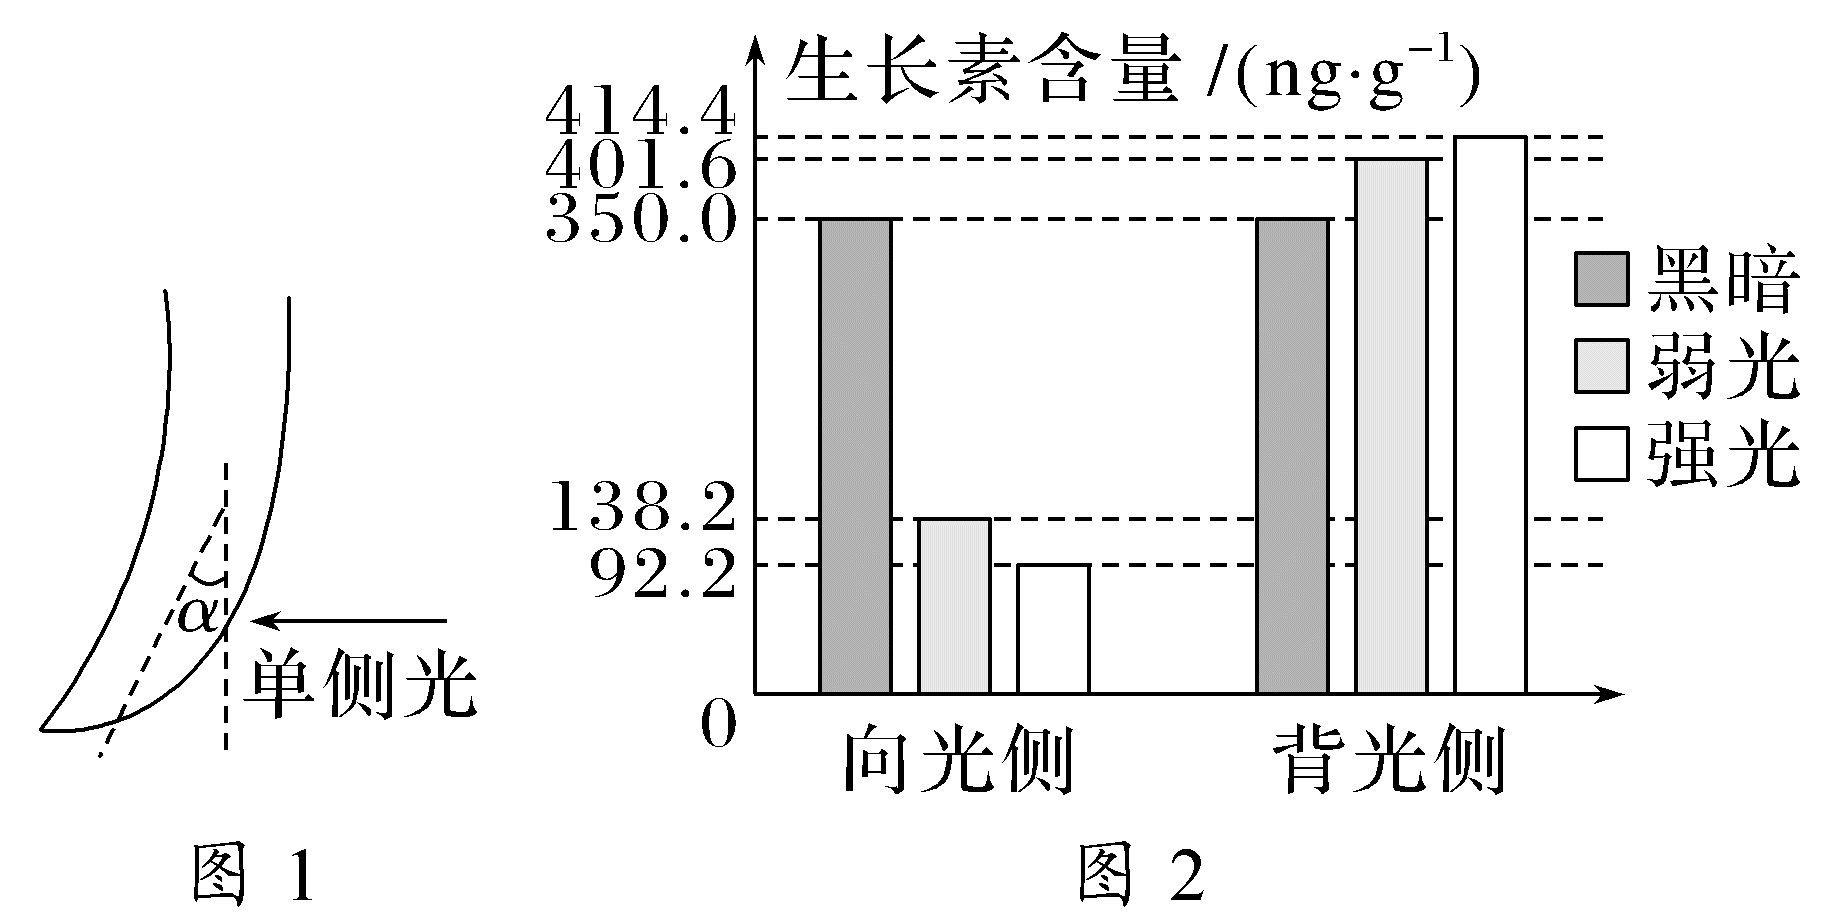 α
单侧光
图 1
生长素含量 /(ng·g⁻¹)
414.4
401.6
350.0
138.2
92.2
0
向光侧
背光侧
黑暗
弱光
强光
图 2